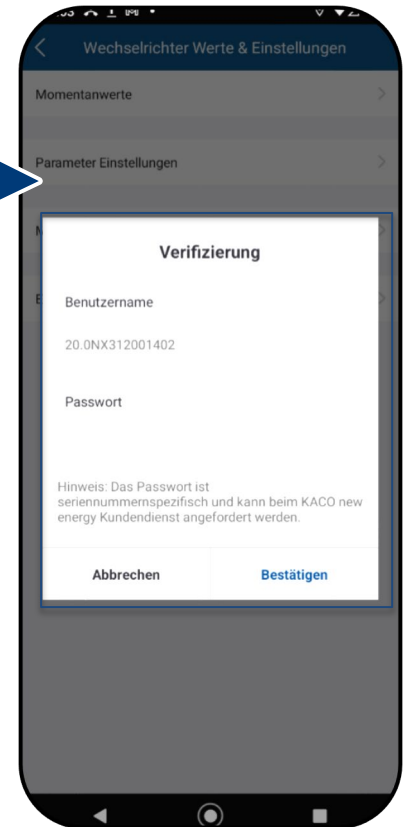 Wechselrichter Werte & Einstellungen
Momentanwerte
Parameter Einstellungen
Verifizierung
Benutzername
20.0NX312001402
Passwort
Hinweis: Das Passwort ist
seriennummernspezifisch und kann beim KACO new
energy Kundendienst angefordert werden.
Abbrechen
Bestätigen